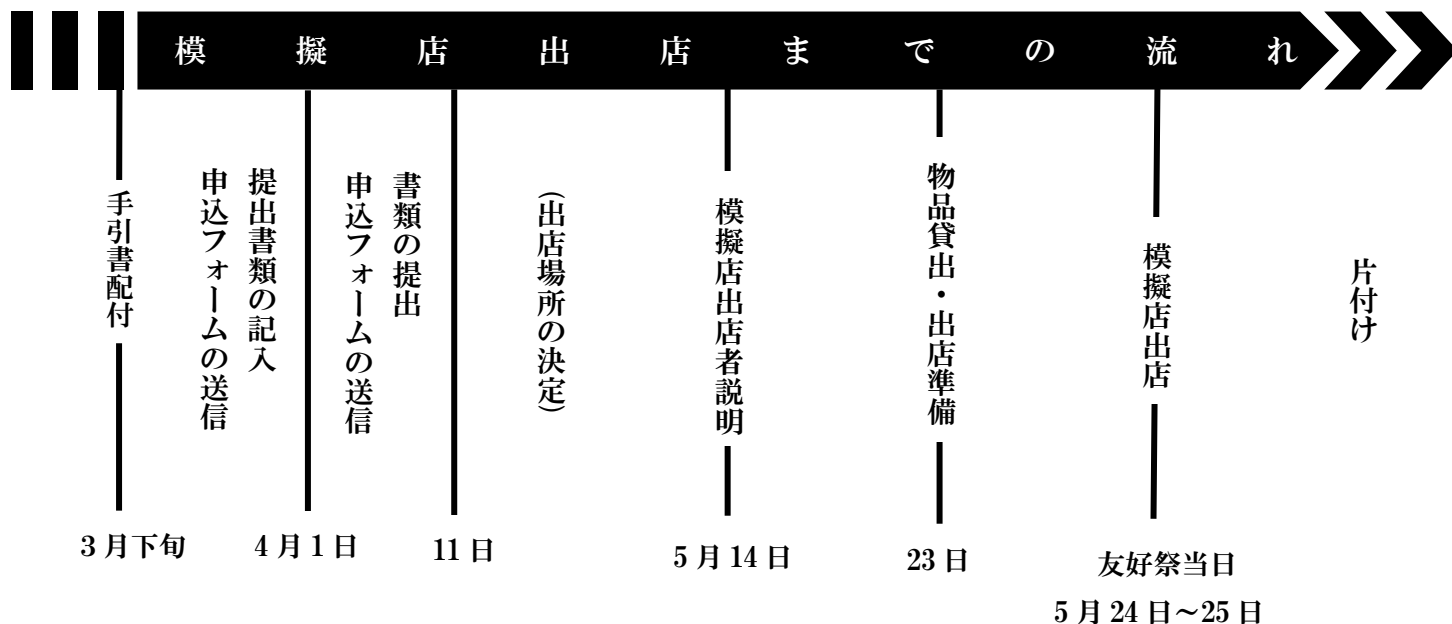 模擬店出店までの流れ
手引書配付
申込フォームの送信
提出書類の記入
申込フォームの送信
書類の提出
(出店場所の決定)
模擬店出店者説明
物品貸出・出店準備
模擬店出店
片付け
3月下旬
4月1日
11日
5月14日
23日
友好祭当日
5月24日～25日